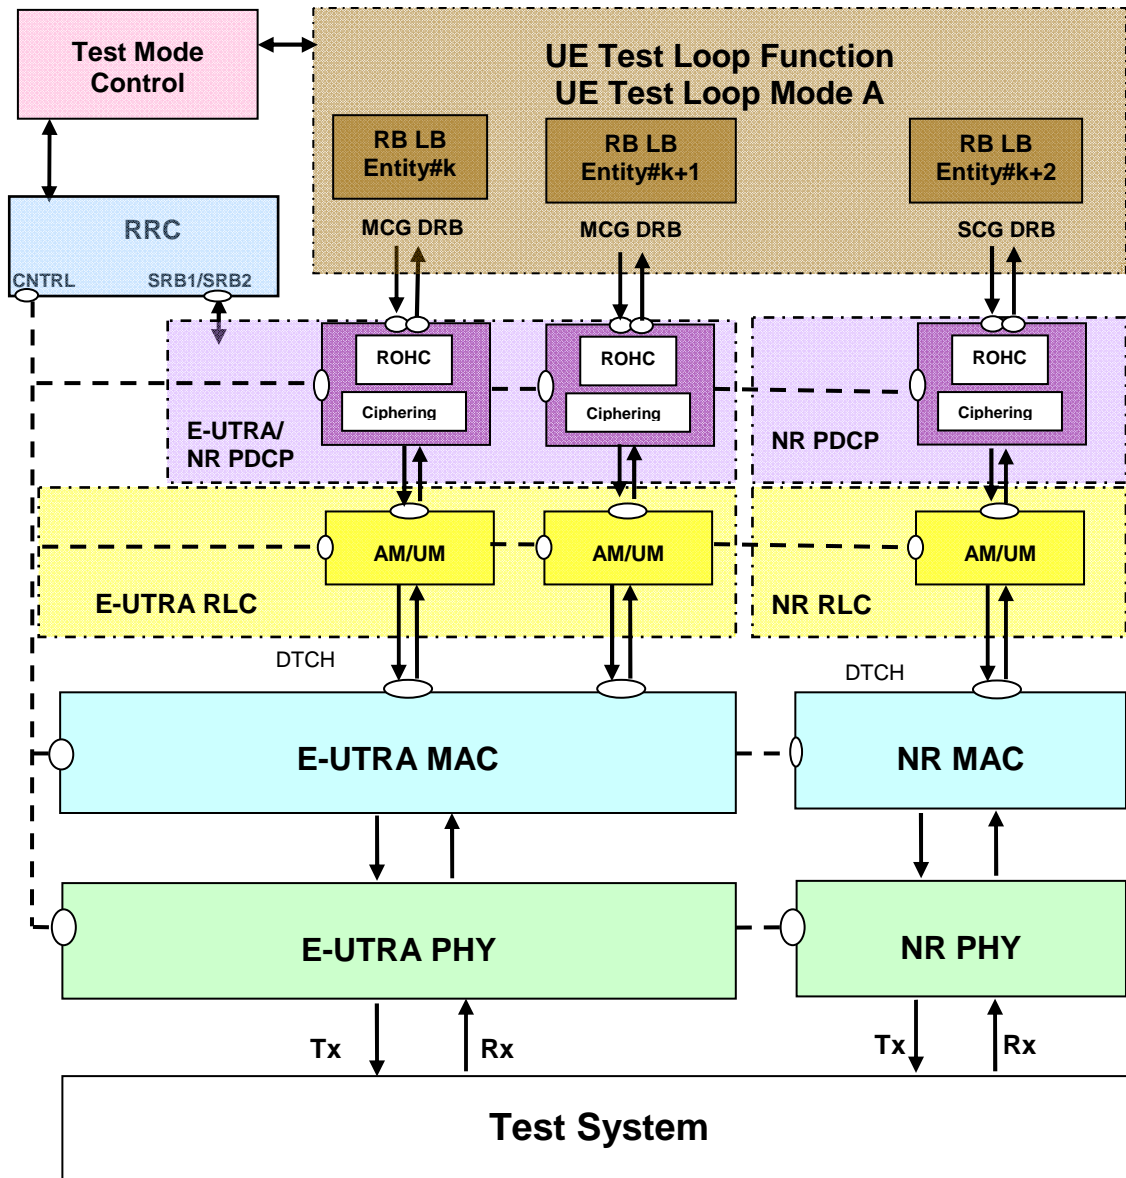 Test Mode
Control
UE Test Loop Function
UE Test Loop Mode A
RB LB
Entity#k
RB LB
Entity#k+1
RB LB
Entity#k+2
MCG DRB
MCG DRB
SCG DRB
RRC
CNTRL
SRB1/SRB2
ROHC
Ciphering
ROHC
Ciphering
ROHC
Ciphering
E-UTRA/
NR PDCP
NR PDCP
AM/UM
AM/UM
AM/UM
E-UTRA RLC
NR RLC
DTCH
DTCH
E-UTRA MAC
NR MAC
E-UTRA PHY
NR PHY
Tx
Rx
Tx
Rx
Test System